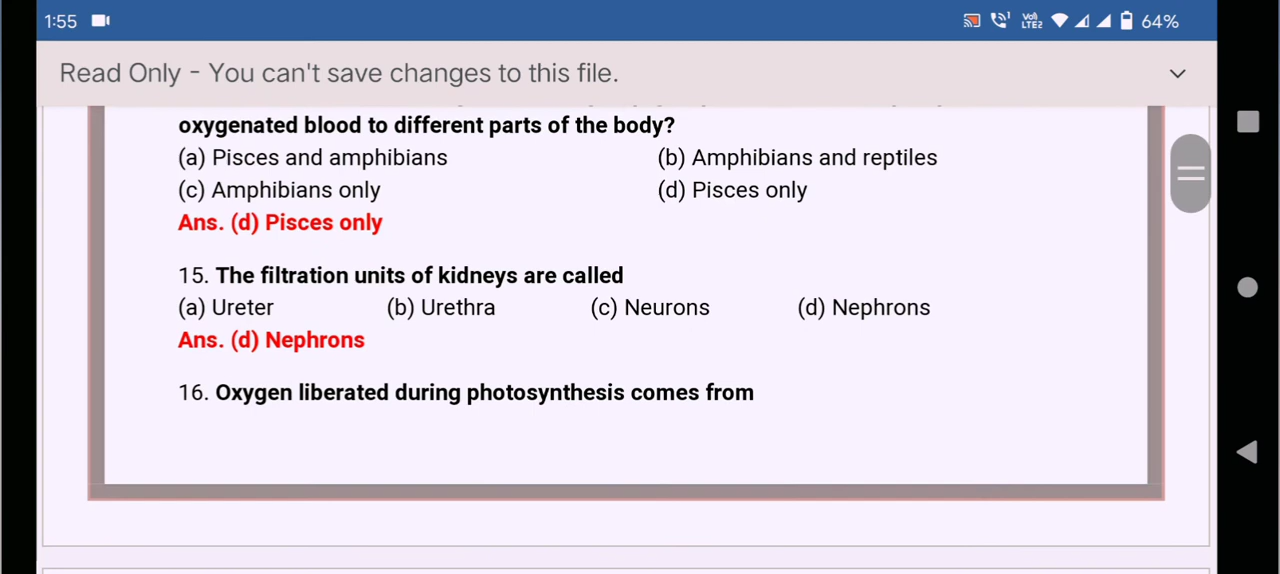 1:55
Vo)) LTE2 64%
Read Only - You can't save changes to this file.
oxygenated blood to different parts of the body?
(a) Pisces and amphibians (b) Amphibians and reptiles
(c) Amphibians only (d) Pisces only
Ans. (d) Pisces only
15. The filtration units of kidneys are called
(a) Ureter (b) Urethra (c) Neurons (d) Nephrons
Ans. (d) Nephrons
16. Oxygen liberated during photosynthesis comes from